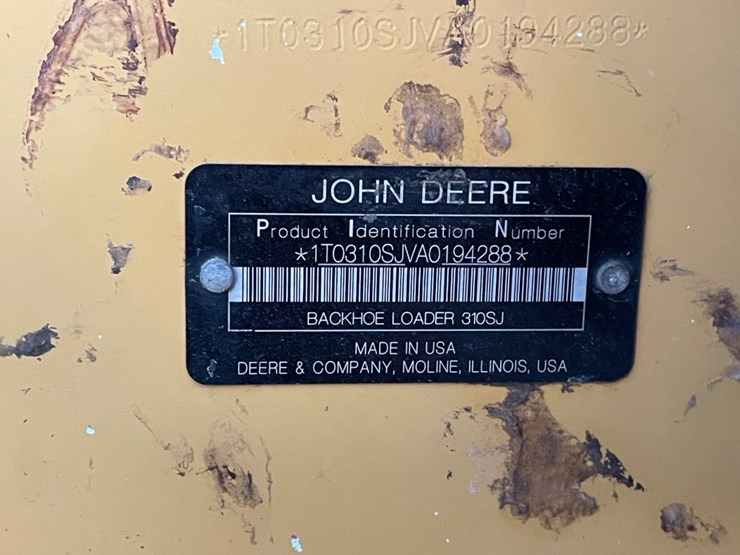 *1T0310SJVA0194288*
JOHN DEERE
Product Identification Number
*1T0310SJVA0194288*
BACKHOE LOADER 310SJ
MADE IN USA
DEERE & COMPANY, MOLINE, ILLINOIS, USA